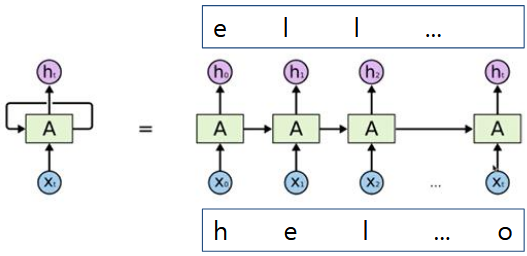 e l l ...
hₜ h₀ h₁ h₂ hₜ
A = A A A A
xₜ x₀ x₁ x₂ ... xₜ
h e l ... o